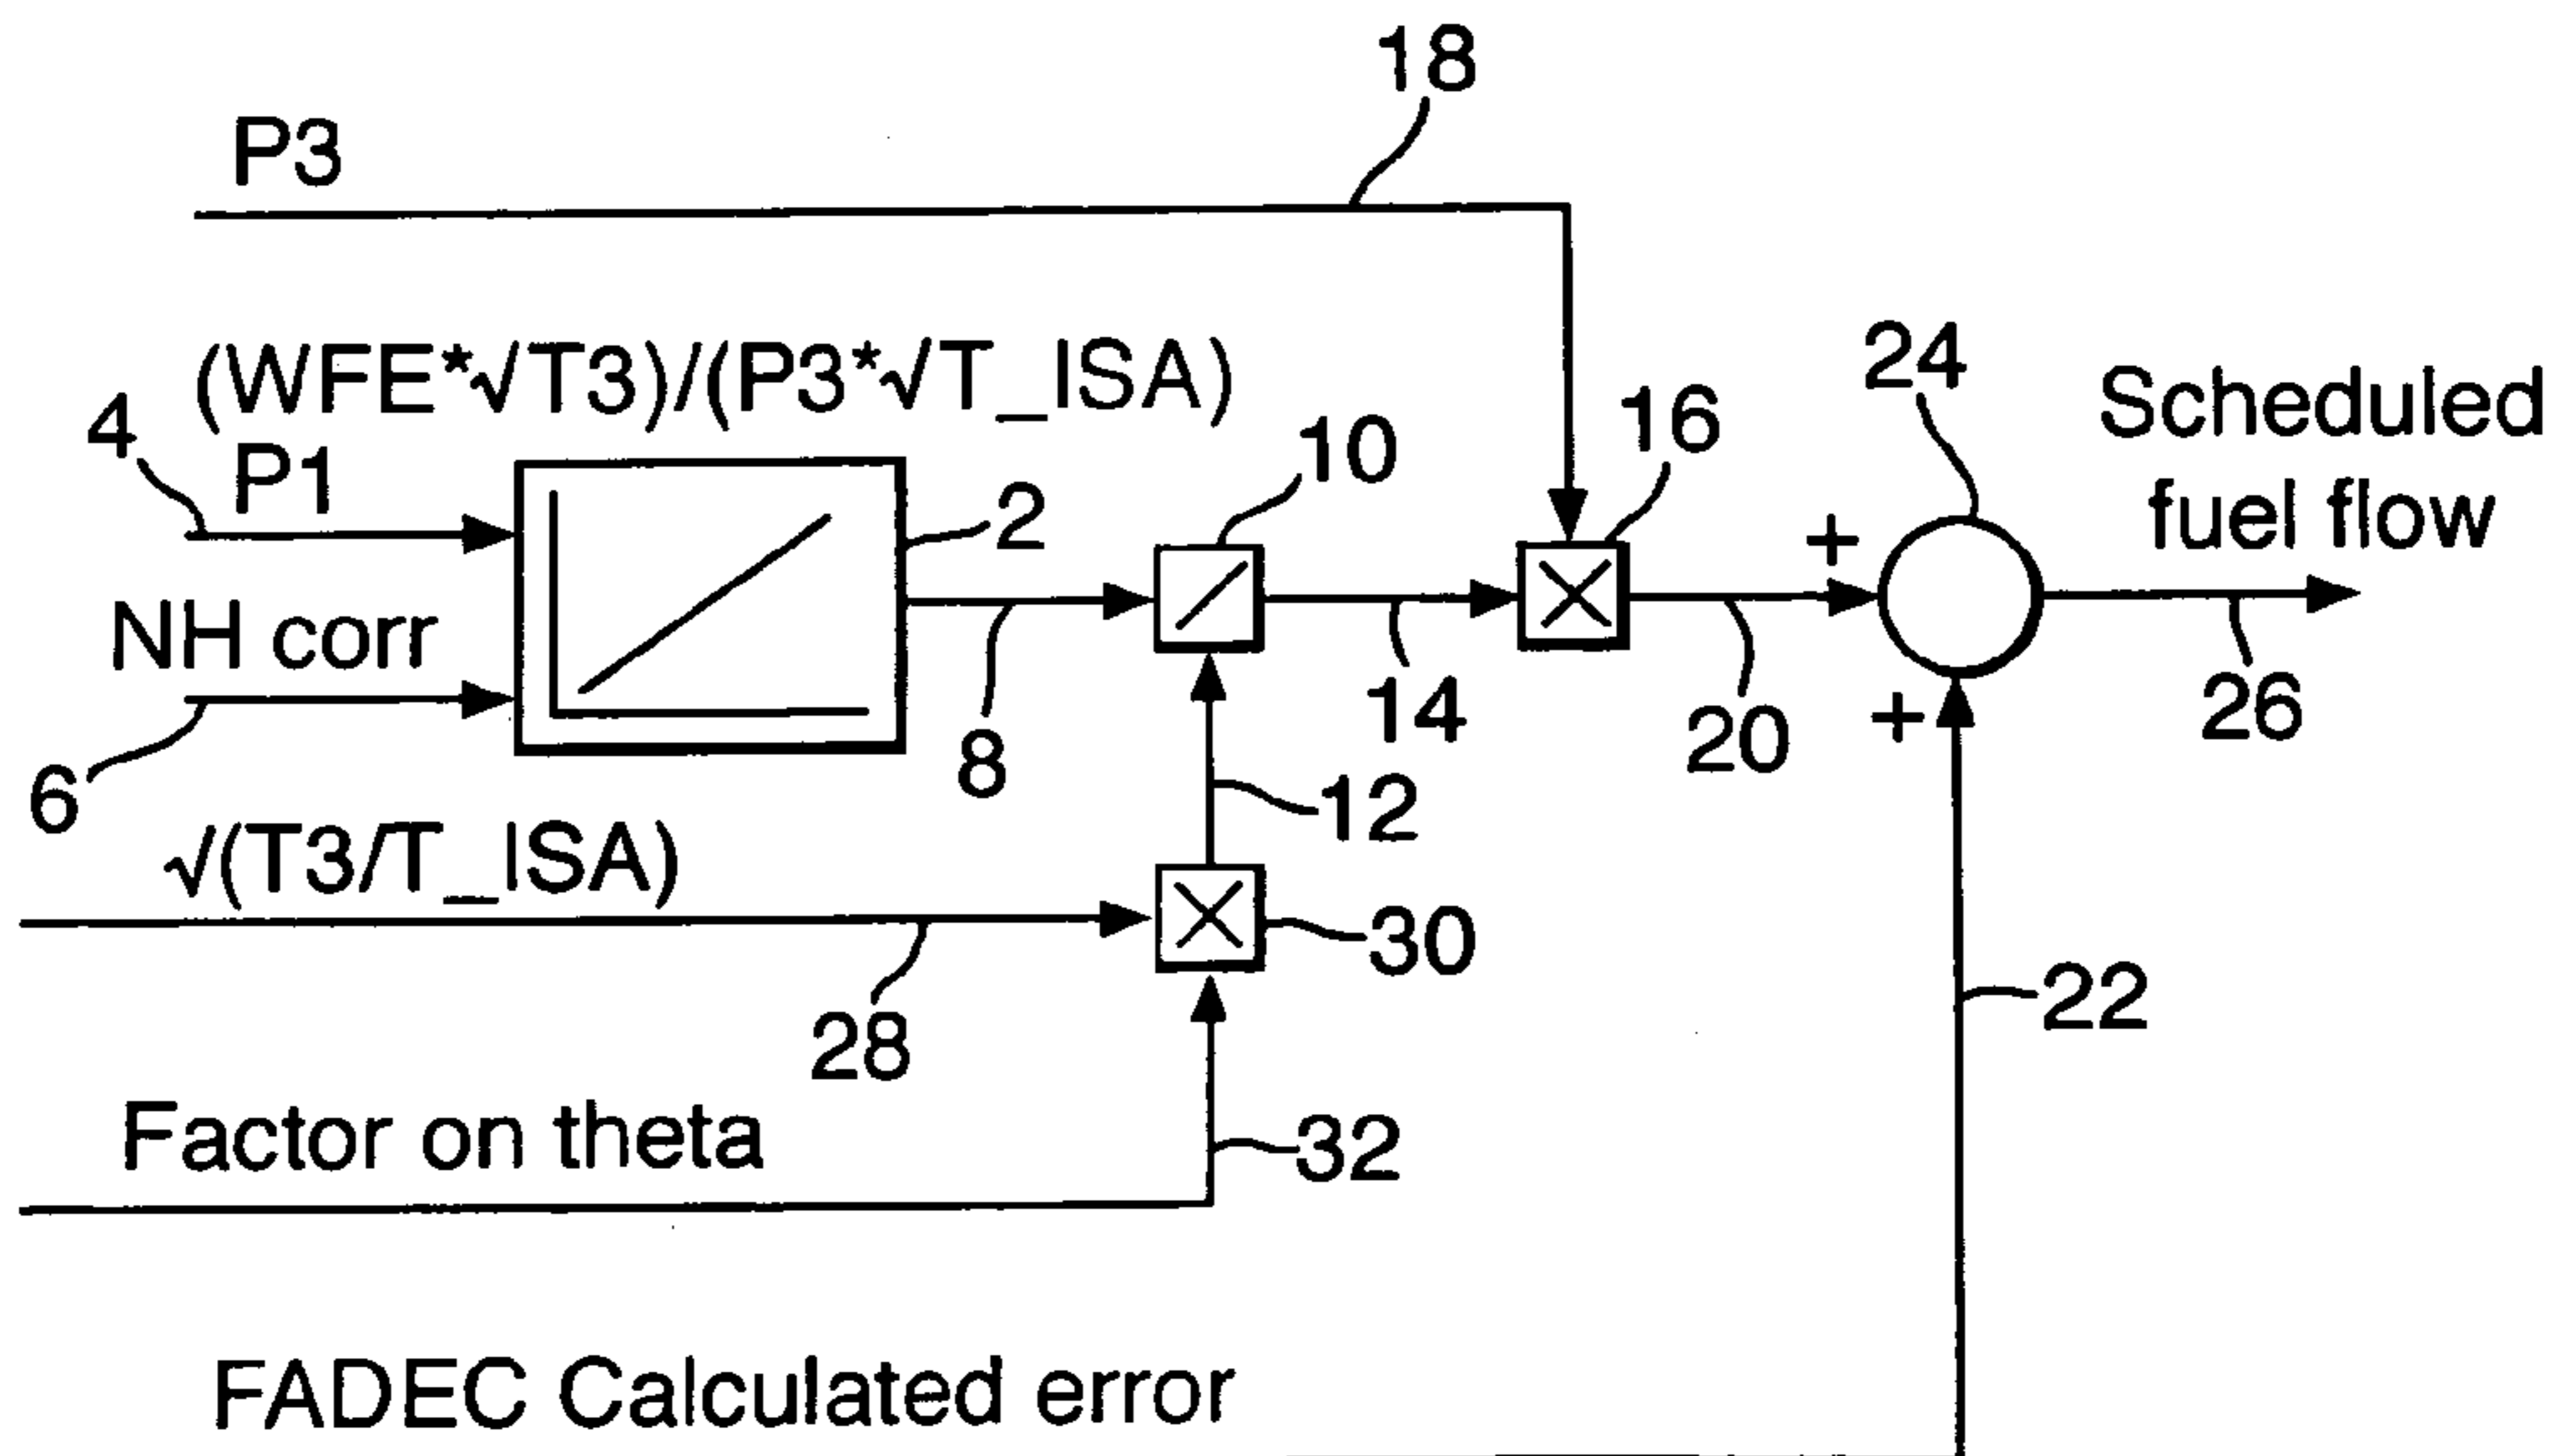 18
P3
(WFE*√T3)/(P3*√T_ISA)
4
P1
10
16
24
Scheduled
fuel flow
2
+
NH corr
8
14
20
+
26
6
12
√(T3/T_ISA)
30
28
22
Factor on theta
32
FADEC Calculated error